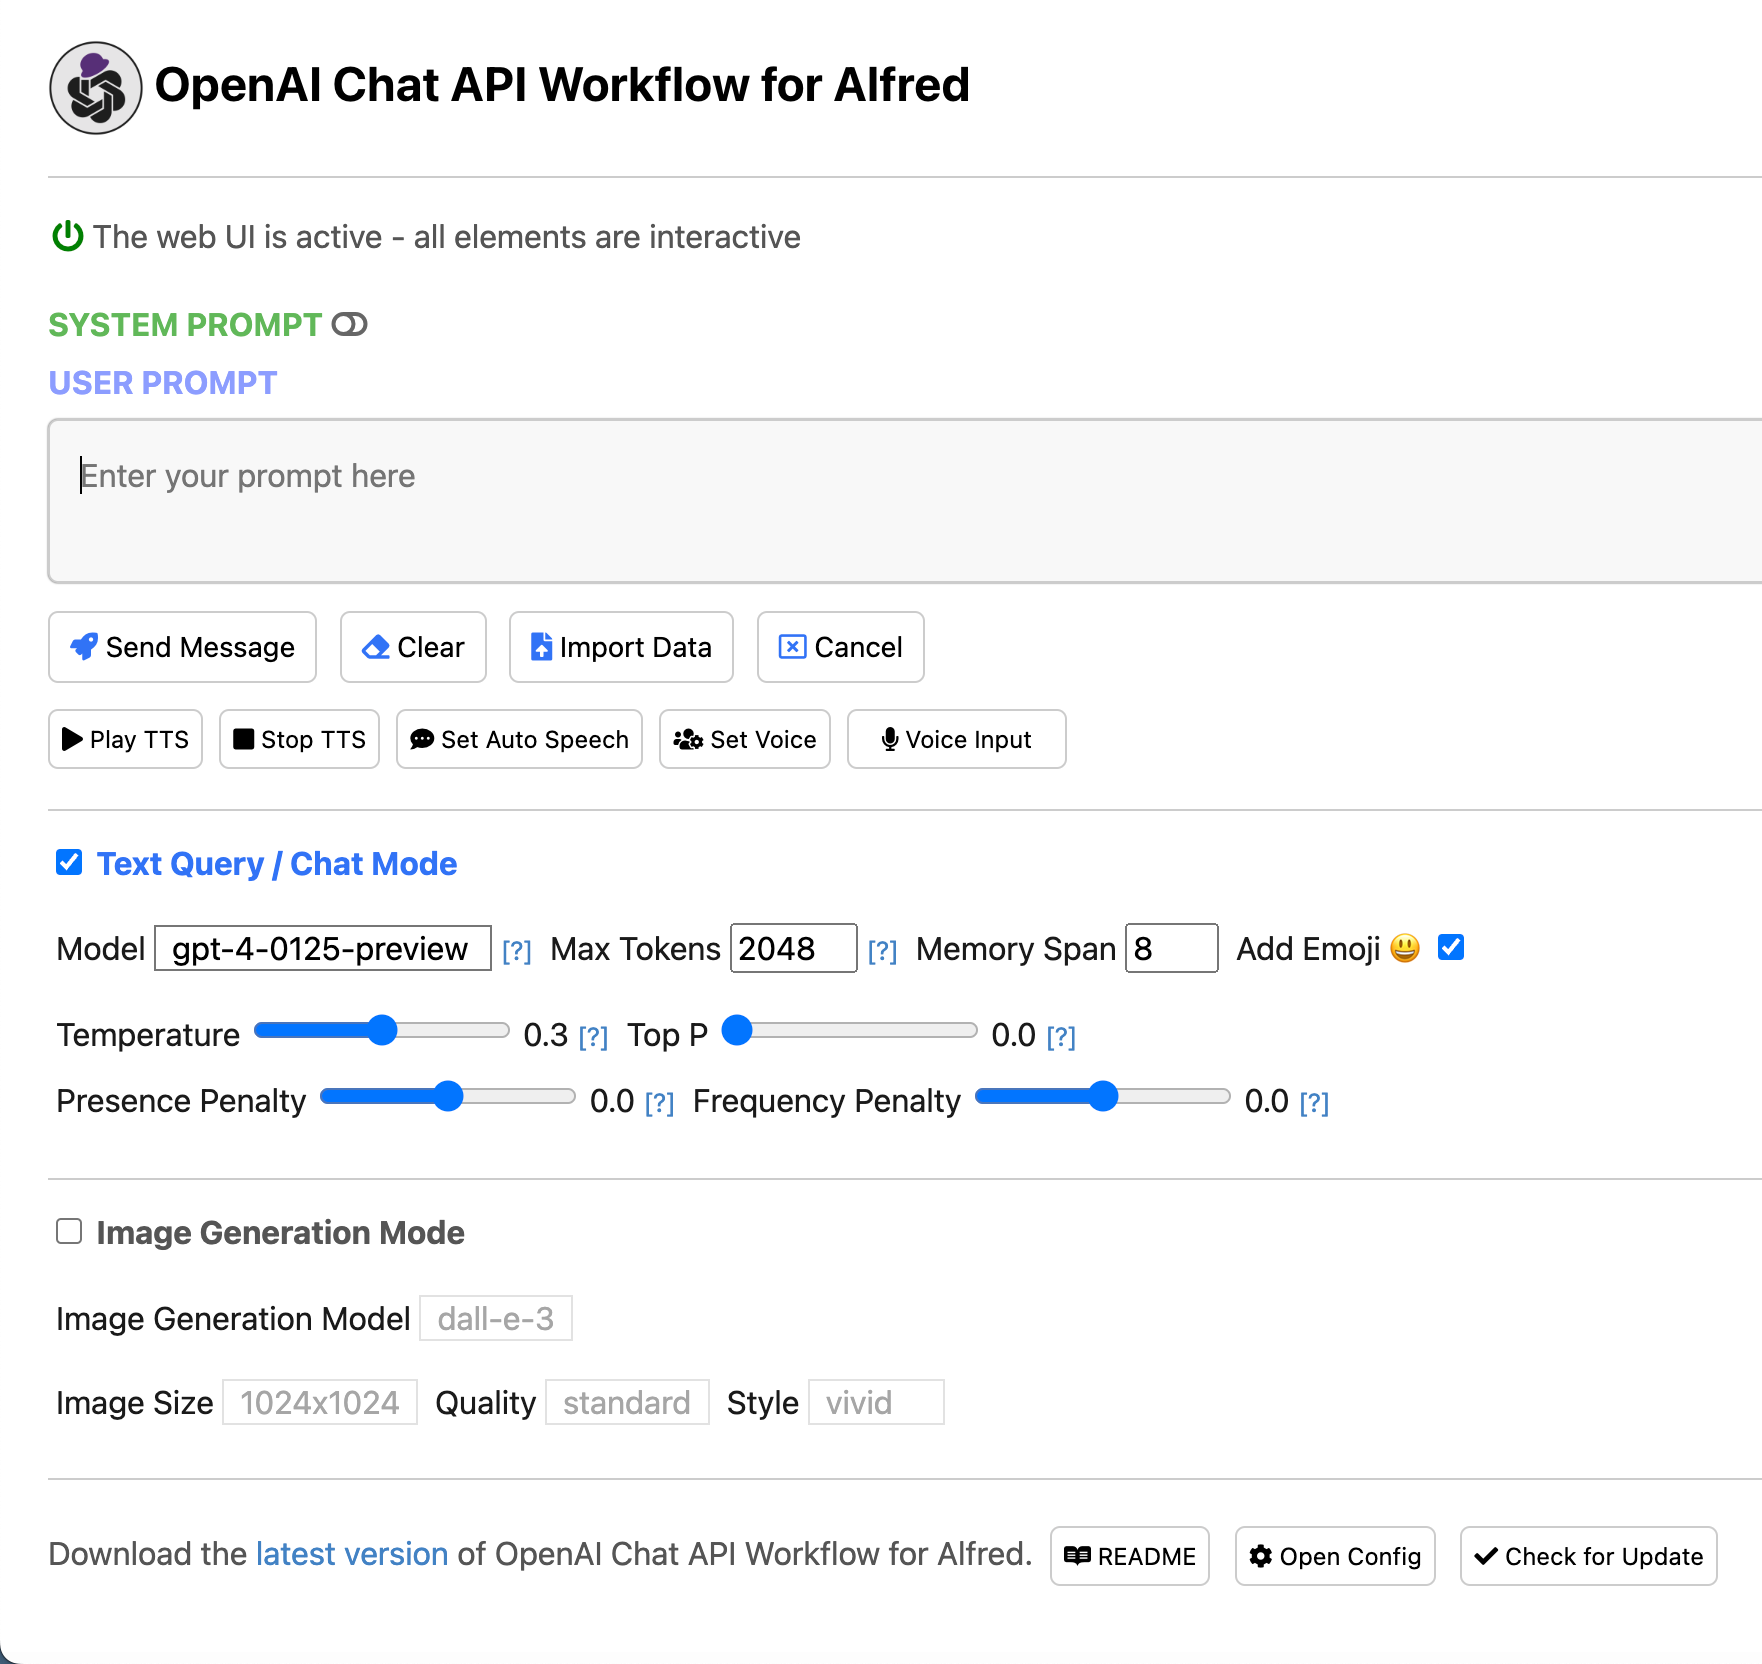 OpenAI Chat API Workflow for Alfred
The web UI is active - all elements are interactive
SYSTEM PROMPT
USER PROMPT
Enter your prompt here
Send Message Clear Import Data Cancel
Play TTS Stop TTS Set Auto Speech Set Voice Voice Input
Text Query / Chat Mode
Model gpt-4-0125-preview [?] Max Tokens 2048 [?] Memory Span 8 Add Emoji 😃
Temperature 0.3 [?] Top P 0.0 [?]
Presence Penalty 0.0 [?] Frequency Penalty 0.0 [?]
Image Generation Mode
Image Generation Model dall-e-3
Image Size 1024x1024 Quality standard Style vivid
Download the latest version of OpenAI Chat API Workflow for Alfred. README Open Config Check for Update